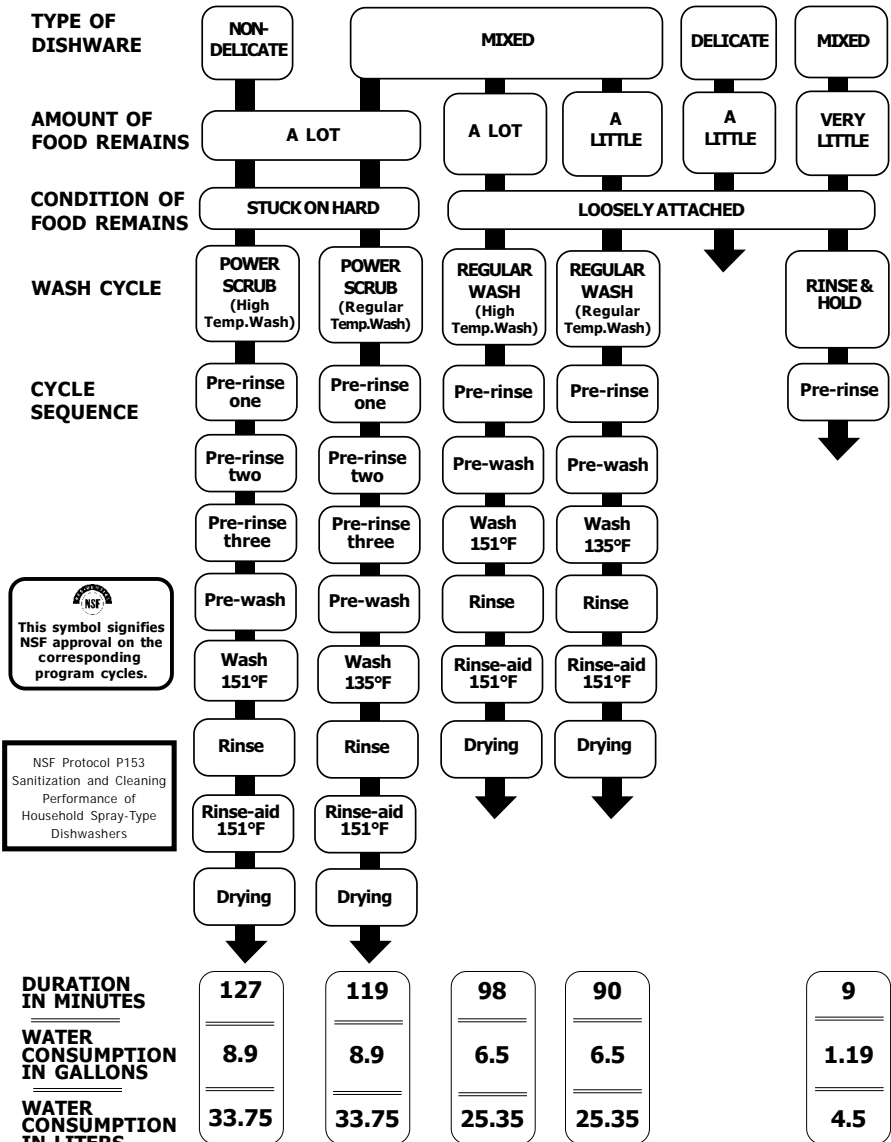 TYPE OF
DISHWARE
NON-
DELICATE
MIXED
DELICATE
MIXED
AMOUNT OF
FOOD REMAINS
A LOT
A LOT
A
LITTLE
A
LITTLE
VERY
LITTLE
CONDITION OF
FOOD REMAINS
STUCK ON HARD
LOOSELY ATTACHED
WASH CYCLE
POWER
SCRUB
(High
Temp.Wash)
POWER
SCRUB
(Regular
Temp.Wash)
REGULAR
WASH
(High
Temp.Wash)
REGULAR
WASH
(Regular
Temp.Wash)
RINSE &
HOLD
CYCLE
SEQUENCE
Pre-rinse
one
Pre-rinse
one
Pre-rinse
Pre-rinse
Pre-rinse
Pre-rinse
two
Pre-rinse
two
Pre-wash
Pre-wash
Pre-rinse
three
Pre-rinse
three
Wash
151°F
Wash
135°F
Pre-wash
Pre-wash
Rinse
Rinse
NSF
This symbol signifies
NSF approval on the
corresponding
program cycles.
Wash
151°F
Wash
135°F
Rinse-aid
151°F
Rinse-aid
151°F
Rinse
Rinse
Drying
Drying
NSF Protocol P153
Sanitization and Cleaning
Performance of
Household Spray-Type
Dishwashers
Rinse-aid
151°F
Rinse-aid
151°F
Drying
Drying
DURATION
IN MINUTES
127
119
98
90
9
WATER
CONSUMPTION
IN GALLONS
8.9
8.9
6.5
6.5
1.19
WATER
CONSUMPTION
IN LITERS
33.75
33.75
25.35
25.35
4.5